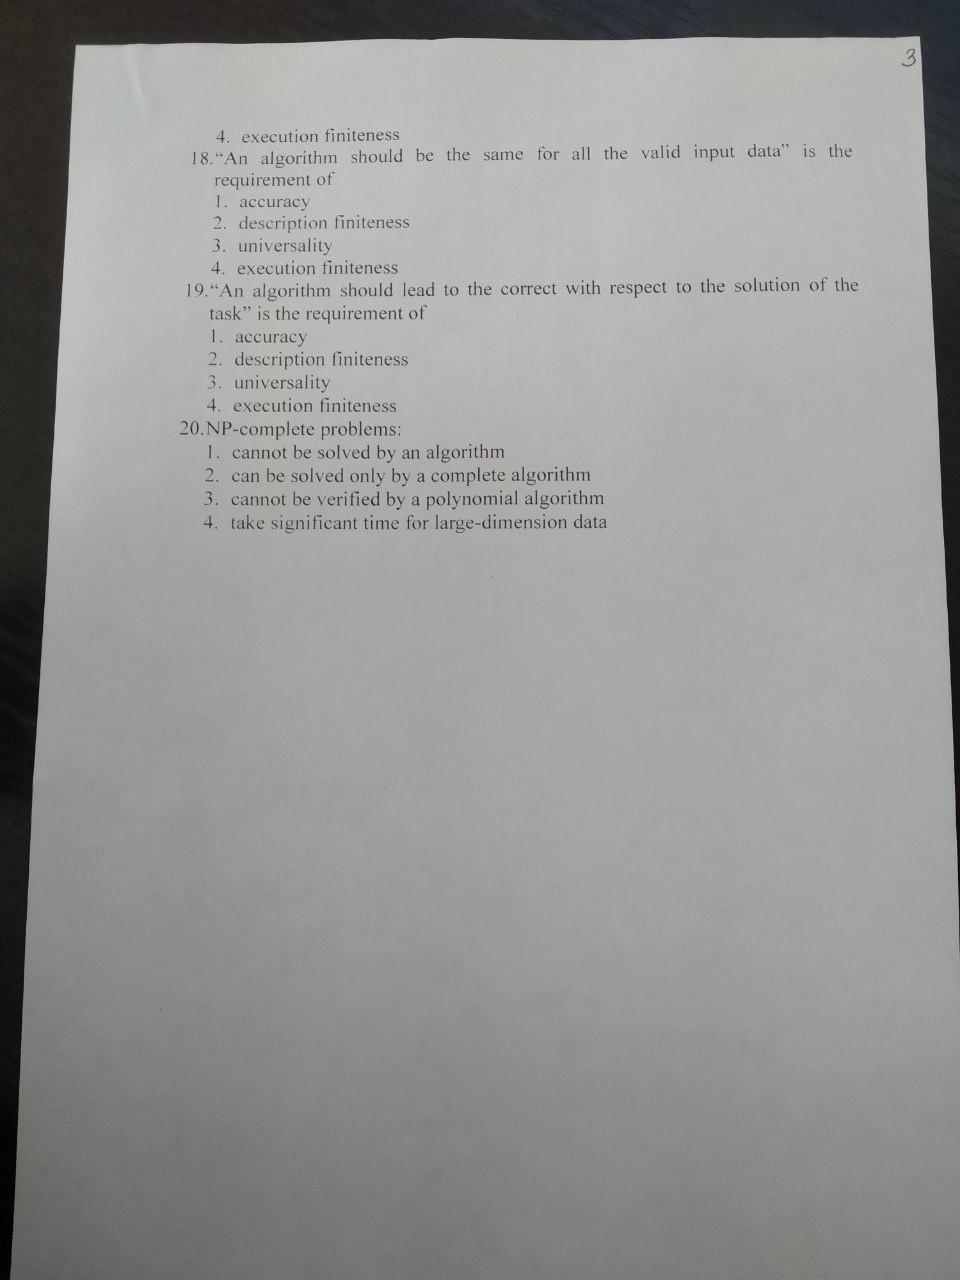 3
4. execution finiteness
18.“An algorithm should be the same for all the valid input data” is the
requirement of
1. accuracy
2. description finiteness
3. universality
4. execution finiteness
19.“An algorithm should lead to the correct with respect to the solution of the
task” is the requirement of
1. accuracy
2. description finiteness
3. universality
4. execution finiteness
20.NP-complete problems:
1. cannot be solved by an algorithm
2. can be solved only by a complete algorithm
3. cannot be verified by a polynomial algorithm
4. take significant time for large-dimension data